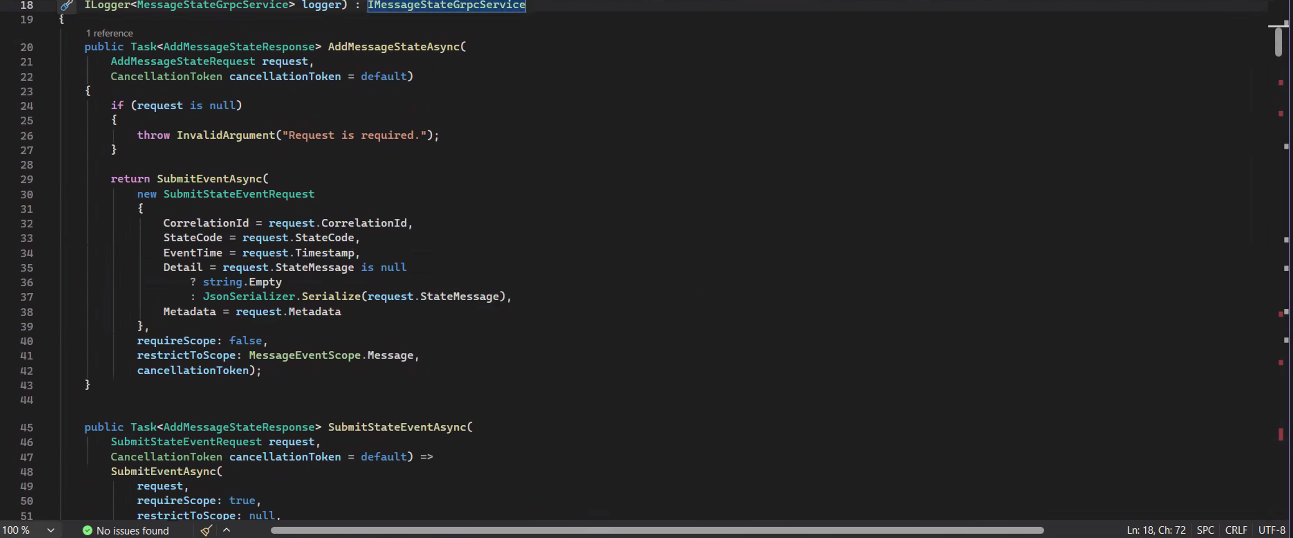 18 ILogger<MessageStateGrpcService> logger) : IMessageStateGrpcService
19 {
1 reference
20 public Task<AddMessageStateResponse> AddMessageStateAsync(
21 AddMessageStateRequest request,
22 CancellationToken cancellationToken = default)
23 {
24 if (request is null)
25 {
26 throw InvalidArgument("Request is required.");
27 }
28
29 return SubmitEventAsync(
30 new SubmitStateEventRequest
31 {
32 CorrelationId = request.CorrelationId,
33 StateCode = request.StateCode,
34 EventTime = request.Timestamp,
35 Detail = request.StateMessage is null
36 ? string.Empty
37 : JsonSerializer.Serialize(request.StateMessage),
38 Metadata = request.Metadata
39 },
40 requireScope: false,
41 restrictToScope: MessageEventScope.Message,
42 cancellationToken);
43 }
44
45 public Task<AddMessageStateResponse> SubmitStateEventAsync(
46 SubmitStateEventRequest request,
47 CancellationToken cancellationToken = default) =>
48 SubmitEventAsync(
49 request,
50 requireScope: true,
51 restrictToScope: null,
100 % No issues found Ln: 18, Ch: 72 SPC CRLF UTF-8